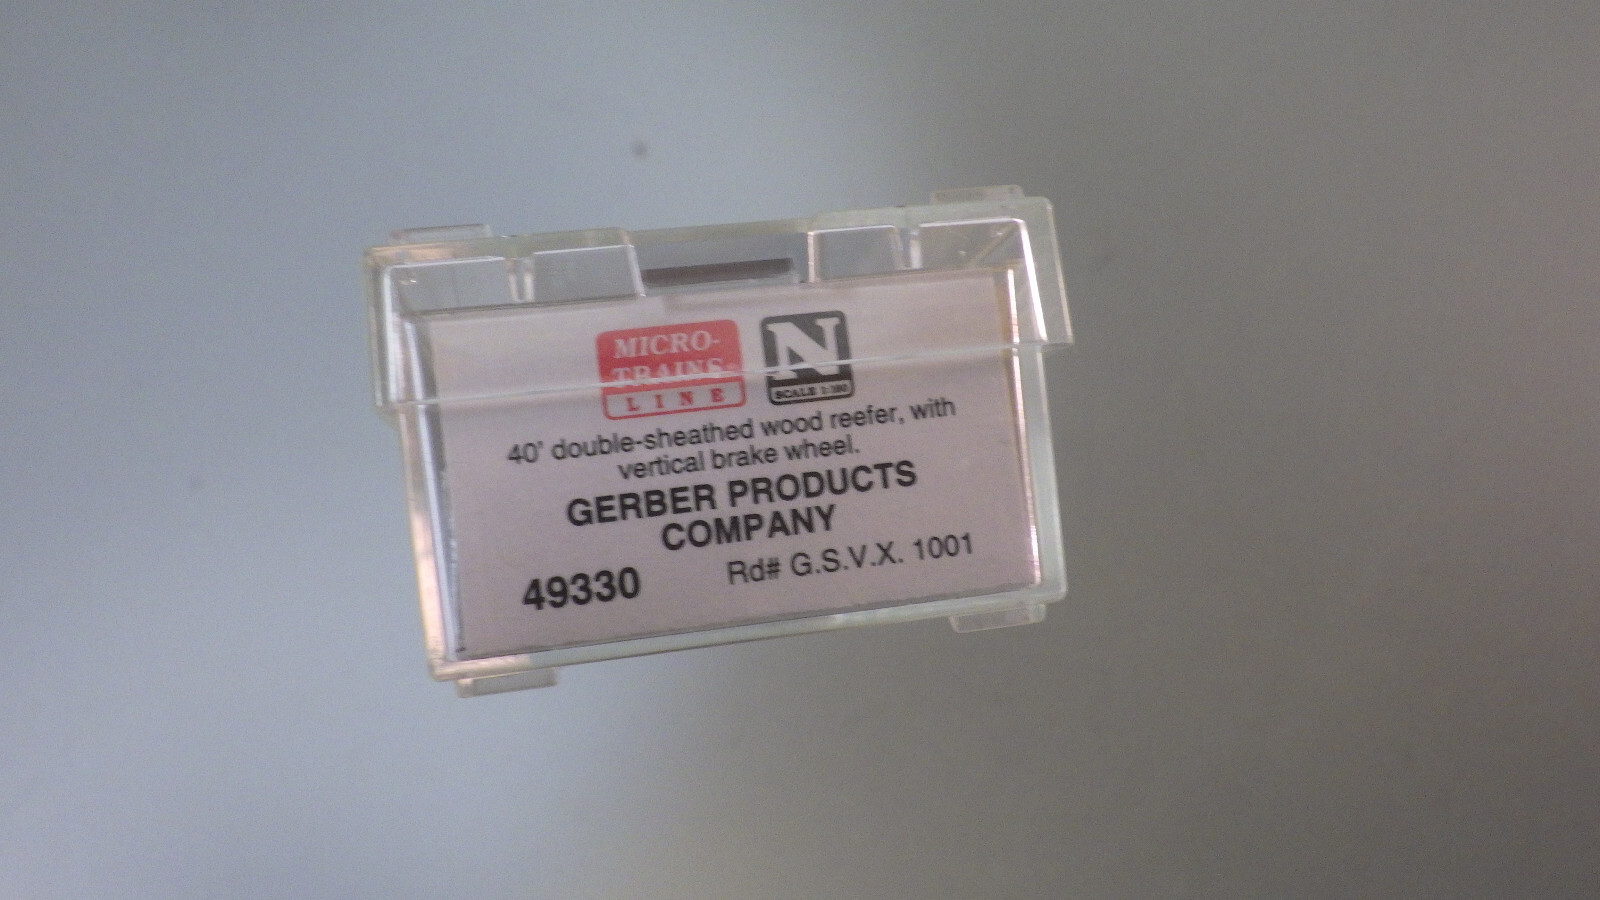 MICRO-
TRAINS
LINE
N
SCALE 1:160
40' double-sheathed wood reefer, with
vertical brake wheel.
GERBER PRODUCTS
COMPANY
49330
Rd# G.S.V.X. 1001